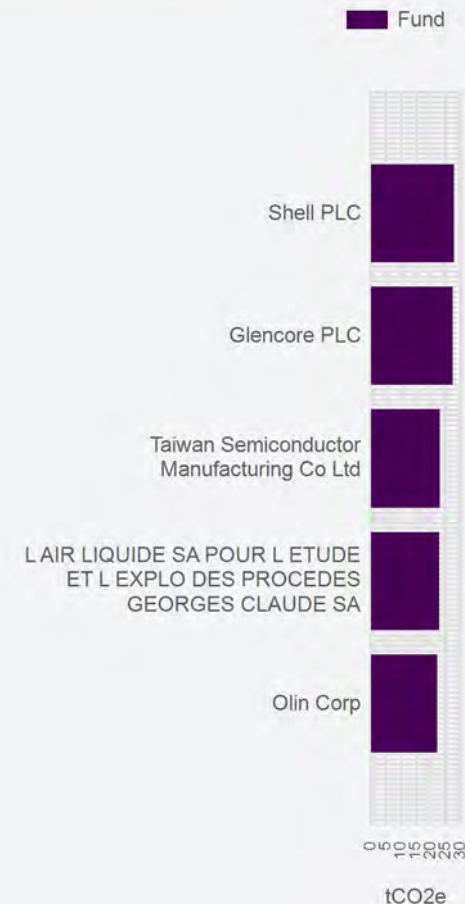 Fund
Shell PLC
Glencore PLC
Taiwan Semiconductor
Manufacturing Co Ltd
L AIR LIQUIDE SA POUR L ETUDE
ET L EXPLO DES PROCEDES
GEORGES CLAUDE SA
Olin Corp
0 5 10 15 20 25 30
tCO2e